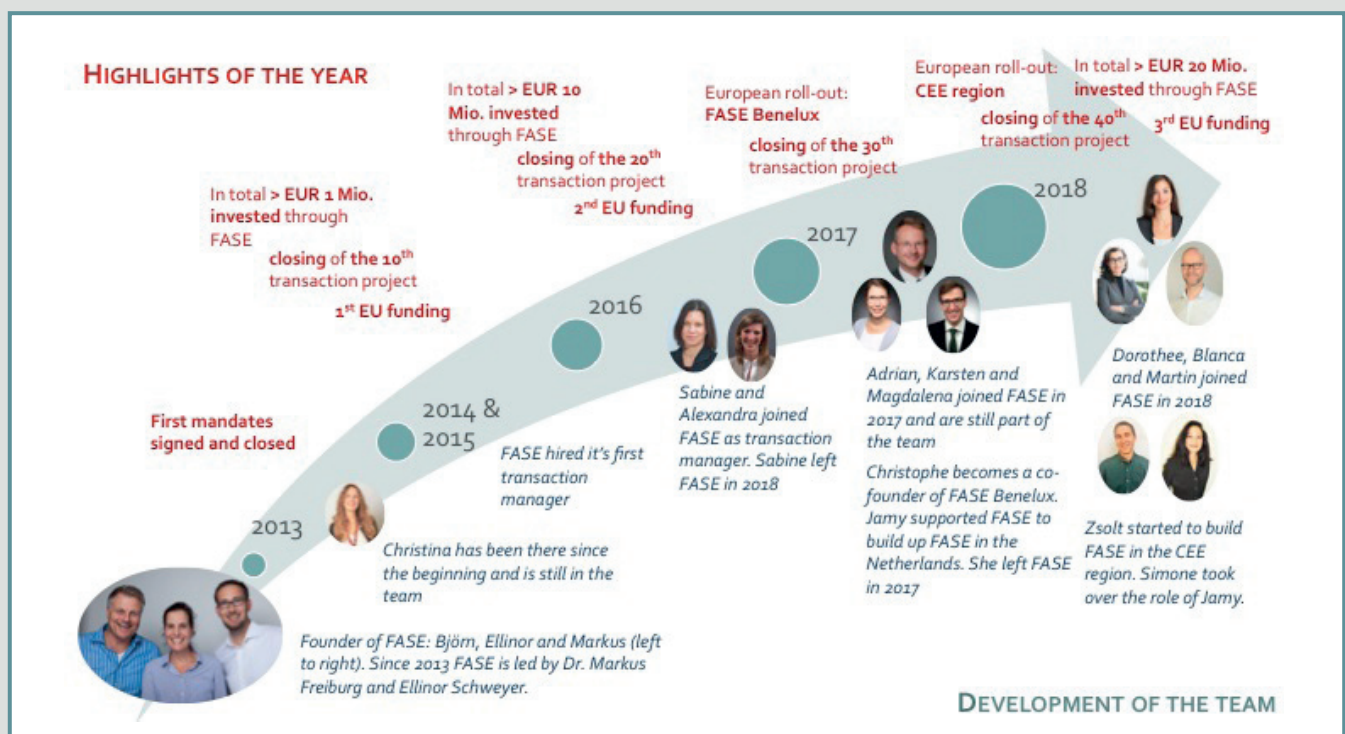 HIGHLIGHTS OF THE YEAR
In total > EUR 1 Mio.
invested through
FASE
closing of the 10th
transaction project
1st EU funding
In total > EUR 10
Mio. invested
through FASE
closing of the 20th
transaction project
2nd EU funding
European roll-out:
FASE Benelux
closing of the 30th
transaction project
European roll-out:
CEE region
closing of the 40th
transaction project
In total > EUR 20 Mio.
invested through FASE
3rd EU funding
First mandates
signed and closed
2013
2014 &
2015
2016
2017
2018
Founder of FASE: Björn, Ellinor and Markus (left
to right). Since 2013 FASE is led by Dr. Markus
Freiburg and Ellinor Schweyer.
Christina has been there since
the beginning and is still in the
team
FASE hired it's first
transaction
manager
Sabine and
Alexandra joined
FASE as transaction
manager. Sabine left
FASE in 2018
Adrian, Karsten and
Magdalena joined FASE in
2017 and are still part of
the team
Christophe becomes a co-
founder of FASE Benelux.
Jamy supported FASE to
build up FASE in the
Netherlands. She left FASE
in 2017
Dorothee, Blanca
and Martin joined
FASE in 2018
Zsolt started to build
FASE in the CEE
region. Simone took
over the role of Jamy.
DEVELOPMENT OF THE TEAM